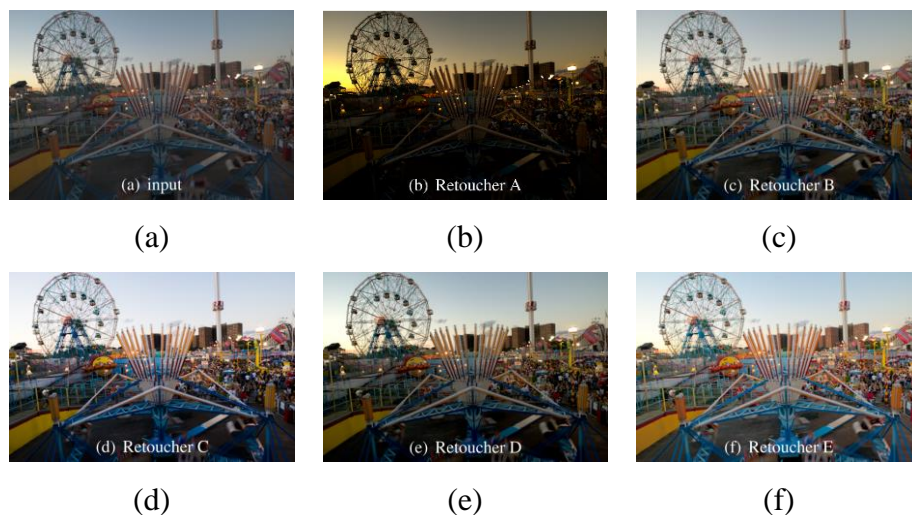 (a) input
(b) Retoucher A
(c) Retoucher B
(a)
(b)
(c)
(d) Retoucher C
(e) Retoucher D
(f) Retoucher E
(d)
(e)
(f)